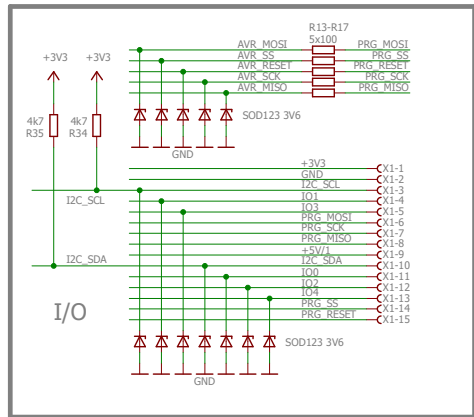 R13-R17
5x100
AVR_MOSI PRG_MOSI
AVR_SS PRG_SS
AVR_RESET PRG_RESET
AVR_SCK PRG_SCK
AVR_MISO PRG_MISO
+3V3 +3V3
4k7 4k7
R35 R34
SOD123 3V6
GND
+3V3 X1-1
GND X1-2
I2C_SCL I2C_SCL X1-3
IO1 X1-4
IO3 X1-5
PRG_MOSI X1-6
PRG_SCK X1-7
PRG_MISO X1-8
+5V/1 X1-9
I2C_SDA I2C_SDA X1-10
IO0 X1-11
IO2 X1-12
IO4 X1-13
PRG_SS X1-14
PRG_RESET X1-15
I/O
SOD123 3V6
GND